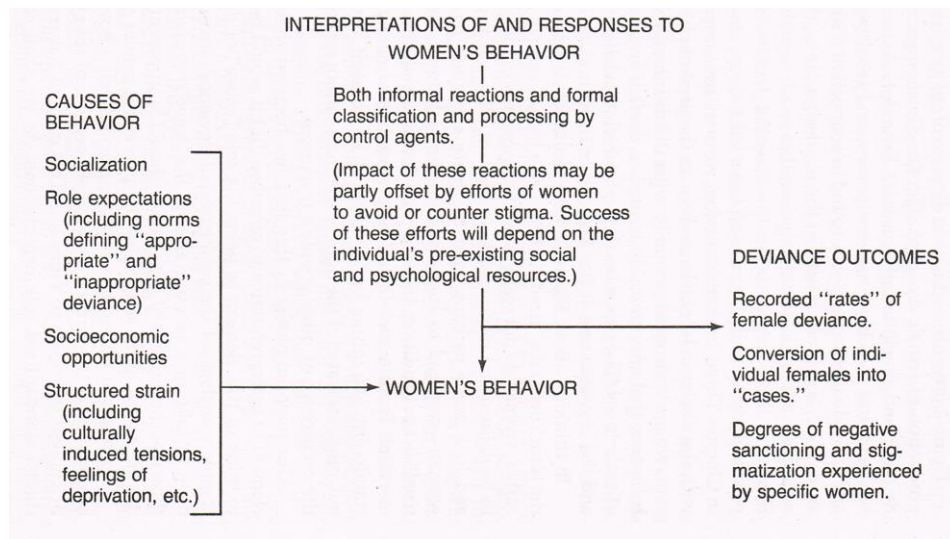 INTERPRETATIONS OF AND RESPONSES TO
WOMEN'S BEHAVIOR
Both informal reactions and formal
classification and processing by
control agents.
(Impact of these reactions may be
partly offset by efforts of women
to avoid or counter stigma. Success
of these efforts will depend on the
individual's pre-existing social
and psychological resources.)
CAUSES OF
BEHAVIOR
Socialization
Role expectations
(including norms
defining "appro-
priate" and
"inappropriate"
deviance)
Socioeconomic
opportunities
Structured strain
(including
culturally
induced tensions,
feelings of
deprivation, etc.)
WOMEN'S BEHAVIOR
DEVIANCE OUTCOMES
Recorded "rates" of
female deviance.
Conversion of indi-
vidual females into
"cases."
Degrees of negative
sanctioning and stig-
matization experienced
by specific women.